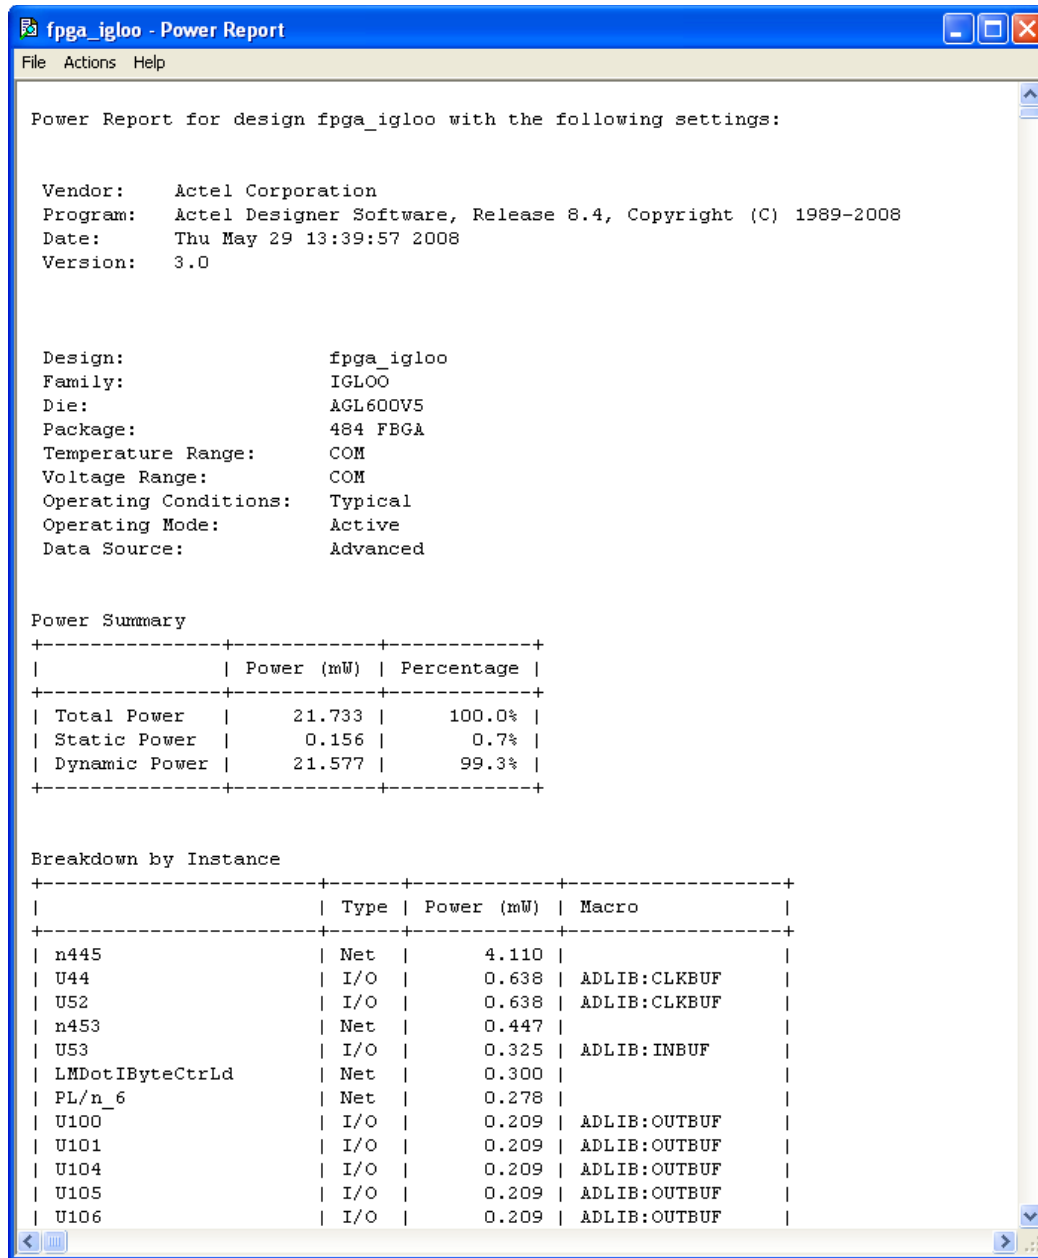 fpga_igloo - Power Report
File Actions Help
Power Report for design fpga_igloo with the following settings:
Vendor: Actel Corporation
Program: Actel Designer Software, Release 8.4, Copyright (C) 1989-2008
Date: Thu May 29 13:39:57 2008
Version: 3.0
Design: fpga_igloo
Family: IGLOO
Die: AGL600V5
Package: 484 FBGA
Temperature Range: COM
Voltage Range: COM
Operating Conditions: Typical
Operating Mode: Active
Data Source: Advanced
Power Summary
+---------------+------------+------------+
|               | Power (mW) | Percentage |
+---------------+------------+------------+
| Total Power   |     21.733 |     100.0% |
| Static Power  |      0.156 |       0.7% |
| Dynamic Power |     21.577 |      99.3% |
+---------------+------------+------------+
Breakdown by Instance
+-----------------------+------+------------+------------------+
|                       | Type | Power (mW) | Macro            |
+-----------------------+------+------------+------------------+
| n445                  | Net  |      4.110 |                  |
| U44                   | I/O  |      0.638 | ADLIB:CLKBUF     |
| U52                   | I/O  |      0.638 | ADLIB:CLKBUF     |
| n453                  | Net  |      0.447 |                  |
| U53                   | I/O  |      0.325 | ADLIB:INBUF      |
| LMDotIByteCtrLd       | Net  |      0.300 |                  |
| PL/n_6                | Net  |      0.278 |                  |
| U100                  | I/O  |      0.209 | ADLIB:OUTBUF     |
| U101                  | I/O  |      0.209 | ADLIB:OUTBUF     |
| U104                  | I/O  |      0.209 | ADLIB:OUTBUF     |
| U105                  | I/O  |      0.209 | ADLIB:OUTBUF     |
| U106                  | I/O  |      0.209 | ADLIB:OUTBUF     |